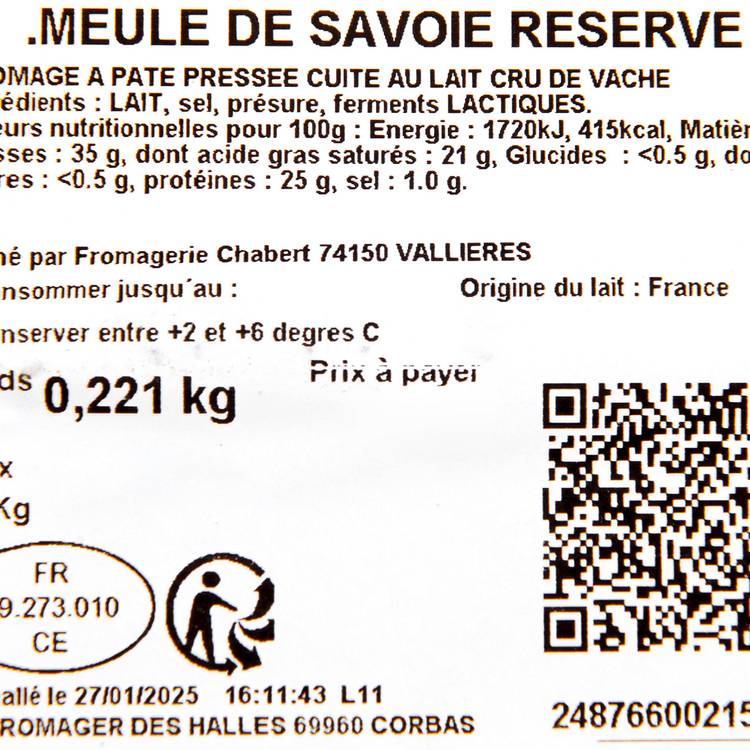 .MEULE DE SAVOIE RESERVE
OMAGE A PATE PRESSEE CUITE AU LAIT CRU DE VACHE
édients : LAIT, sel, présure, ferments LACTIQUES.
eurs nutritionnelles pour 100g : Energie : 1720kJ, 415kcal, Matièr
sses : 35 g, dont acide gras saturés : 21 g, Glucides : <0.5 g, do
res : <0.5 g, protéines : 25 g, sel : 1.0 g.
né par Fromagerie Chabert 74150 VALLIERES
nsommer jusqu´au :
Origine du lait : France
nserver entre +2 et +6 degres C
ds 0,221 kg
Prix à payer
x
Kg
FR
9.273.010
CE
allé le 27/01/2025 16:11:43 L11
ROMAGER DES HALLES 69960 CORBAS
24876600215